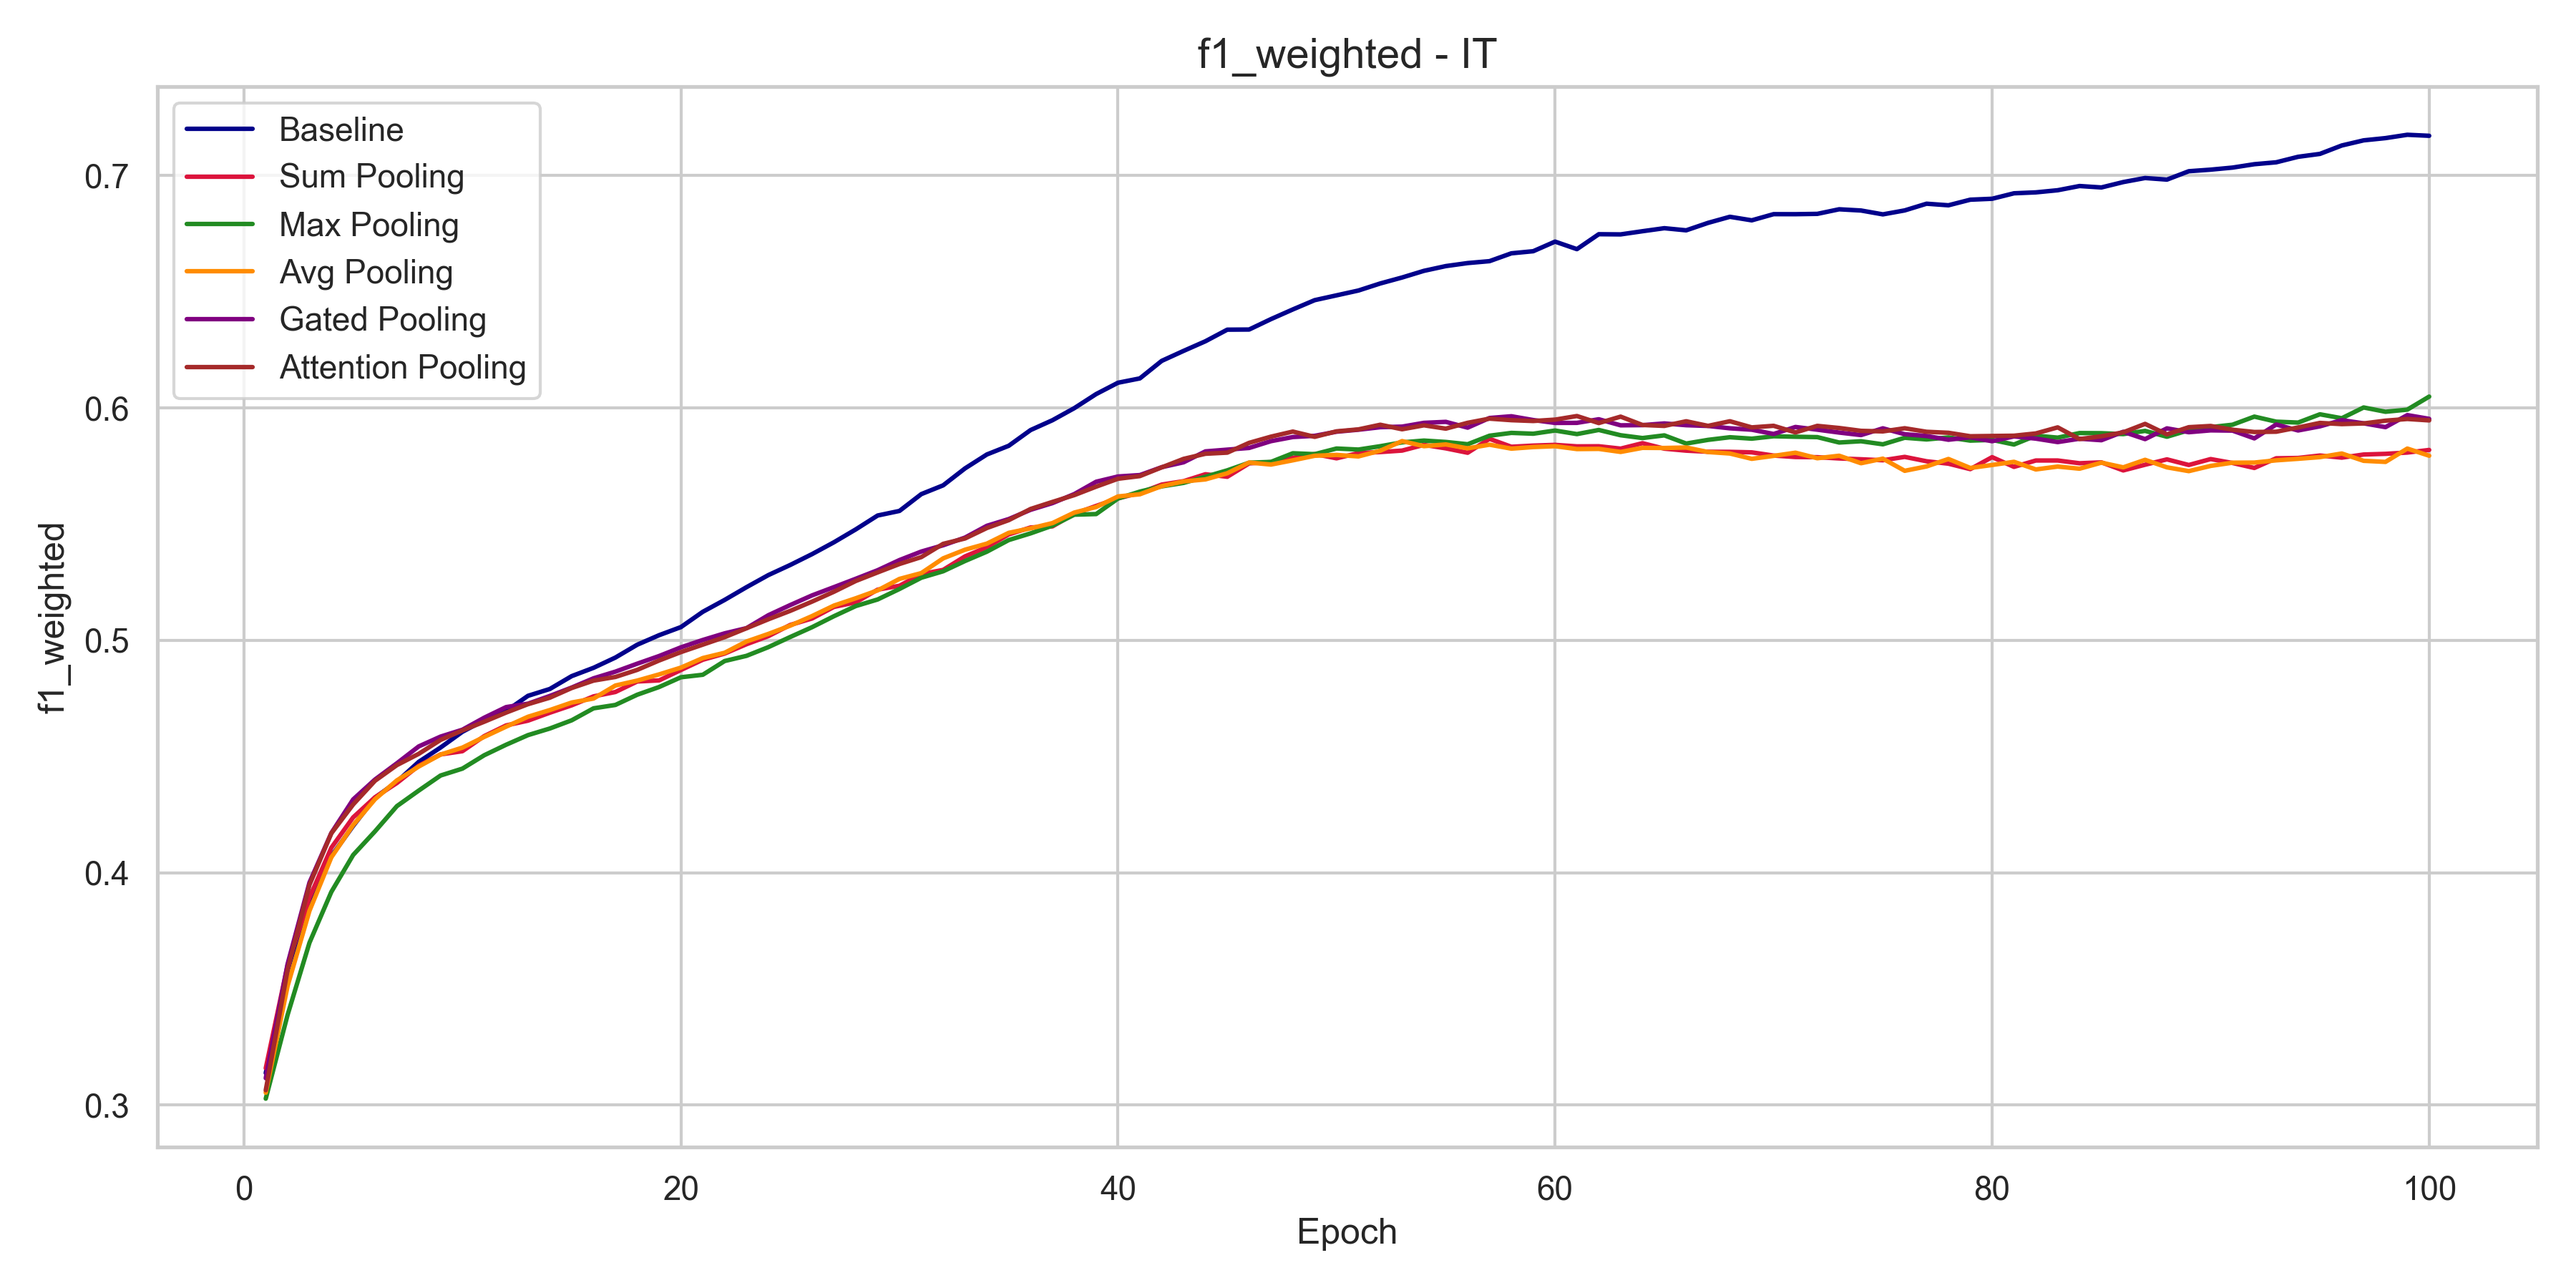 f1_weighted - IT
Baseline
Sum Pooling
Max Pooling
Avg Pooling
Gated Pooling
Attention Pooling
f1_weighted
0.7
0.6
0.5
0.4
0.3
0 20 40 60 80 100
Epoch